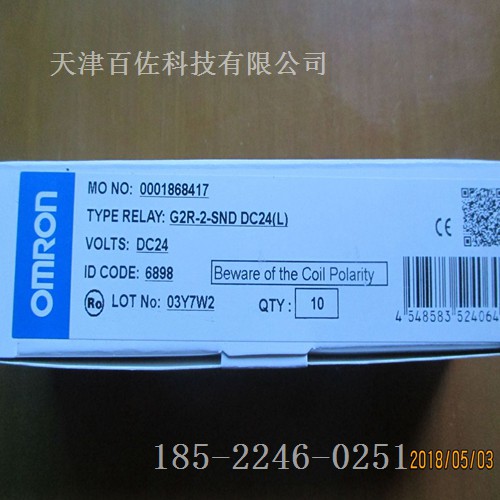 天津百佐科技有限公司
OMRON
MO NO: 0001868417
TYPE RELAY: G2R-2-SND DC24(L)
VOLTS: DC24
ID CODE: 6898
Beware of the Coil Polarity
Ro LOT No: 03Y7W2
QTY: 10
CE
4 548583 524064
185-2246-0251
2018/05/03